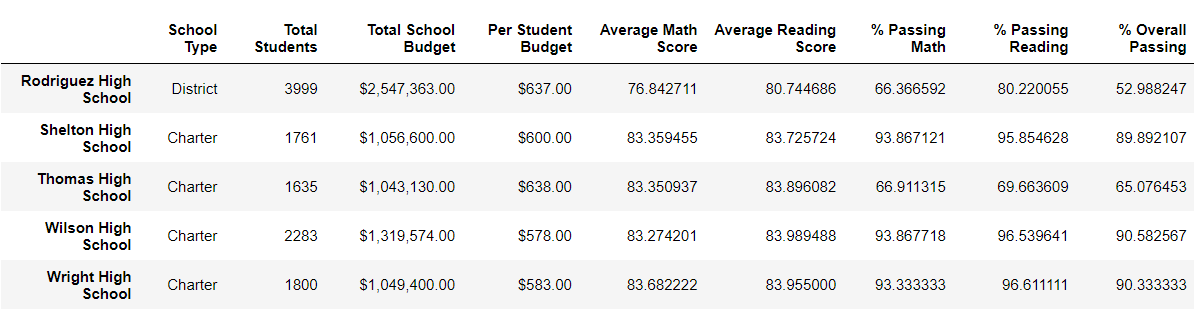 School Type Total Students Total School Budget Per Student Budget Average Math Score Average Reading Score % Passing Math % Passing Reading % Overall Passing
Rodriguez High School District 3999 $2,547,363.00 $637.00 76.842711 80.744686 66.366592 80.220055 52.988247
Shelton High School Charter 1761 $1,056,600.00 $600.00 83.359455 83.725724 93.867121 95.854628 89.892107
Thomas High School Charter 1635 $1,043,130.00 $638.00 83.350937 83.896082 66.911315 69.663609 65.076453
Wilson High School Charter 2283 $1,319,574.00 $578.00 83.274201 83.989488 93.867718 96.539641 90.582567
Wright High School Charter 1800 $1,049,400.00 $583.00 83.682222 83.955000 93.333333 96.611111 90.333333